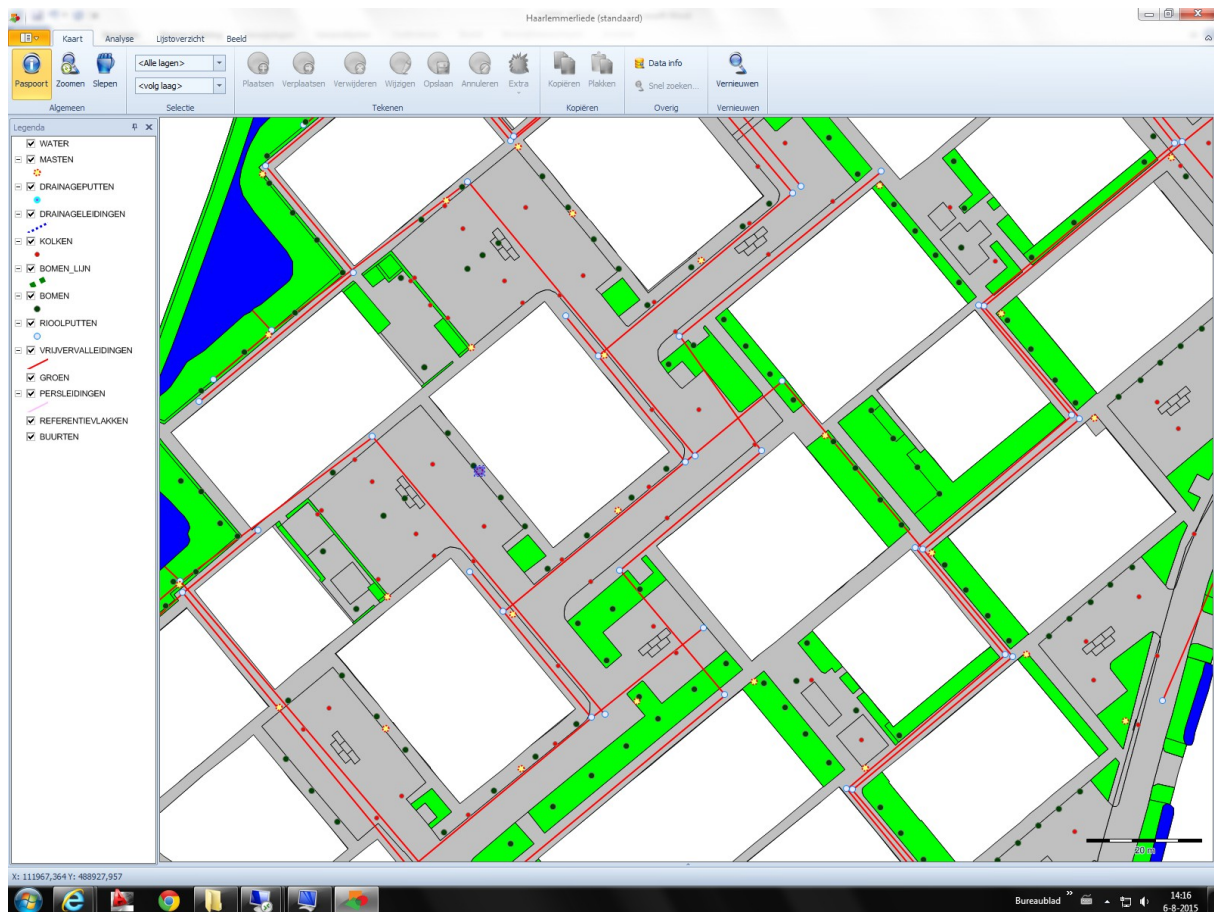 Haarlemmerliede (standaard)
Kaart Analyse Lijstoverzicht Beeld
Paspoort Zoomen Slepen
<Alle lagen>
<volg laag>
Plaatsen Verplaatsen Verwijderen Wijzigen Opslaan Annuleren Extra
Kopiëren Plakken
Data info
Snel zoeken...
Vernieuwen
Algemeen Selectie Tekenen Kopiëren Overig Vernieuwen
Legenda
WATER
MASTEN
DRAINAGEPUTTEN
DRAINAGELEIDINGEN
KOLKEN
BOMEN_LIJN
BOMEN
RIOOLPUTTEN
VRIJVERVALLEIDINGEN
GROEN
PERSLEIDINGEN
REFERENTIEVLAKKEN
BUURTEN
20 m
X: 111967,364 Y: 488927,957
Bureaublad
14:16
6-8-2015